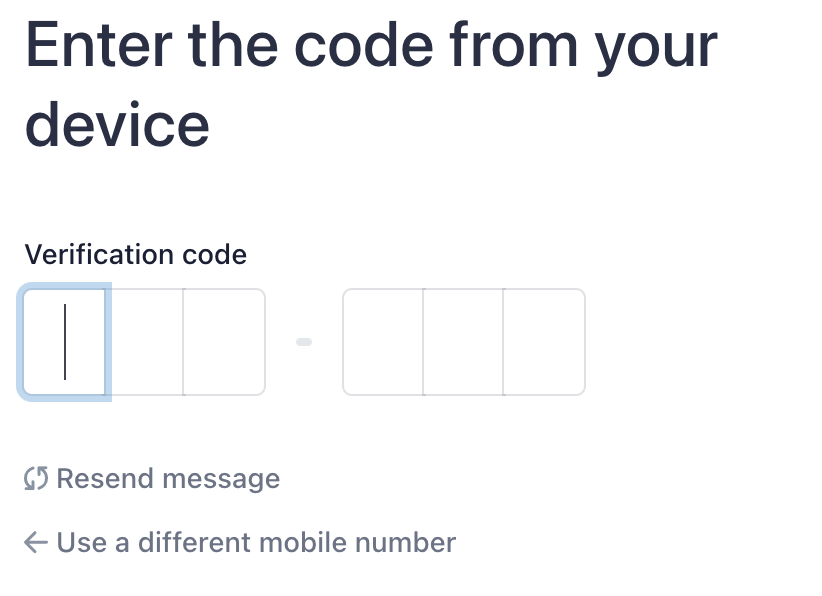 Enter the code from your
device
Verification code
Resend message
Use a different mobile number